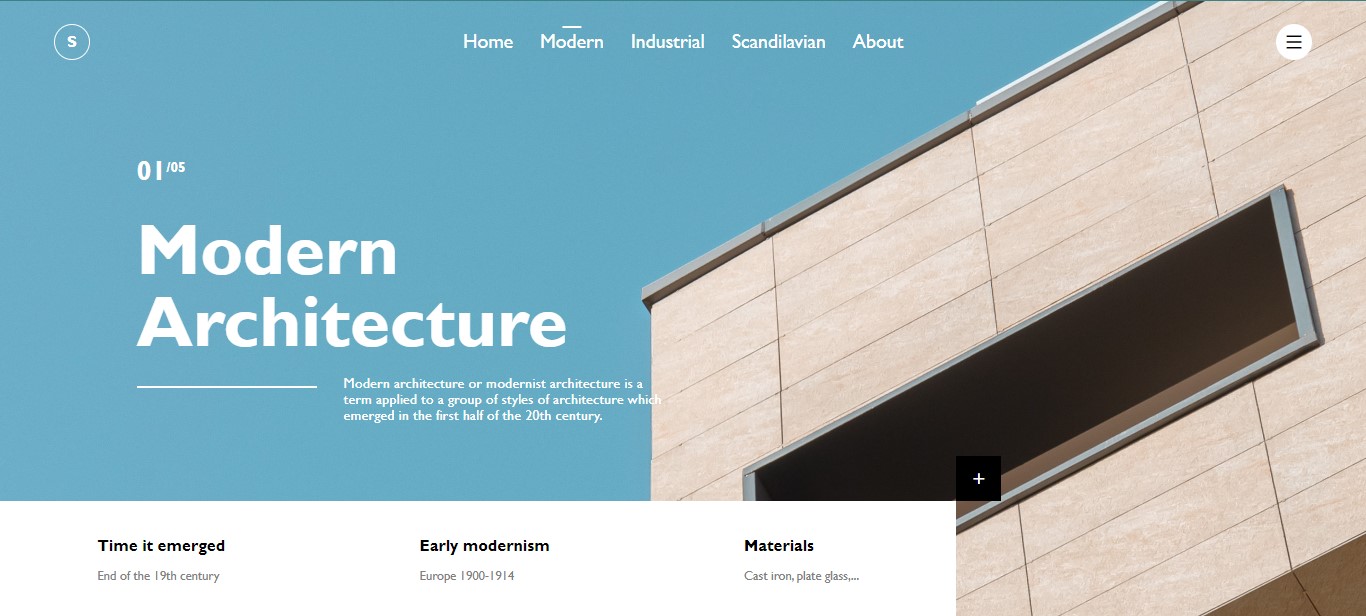 S
Home Modern Industrial Scandilavian About
01/05
Modern
Architecture
Modern architecture or modernist architecture is a
term applied to a group of styles of architecture which
emerged in the first half of the 20th century.
+
Time it emerged
End of the 19th century
Early modernism
Europe 1900-1914
Materials
Cast iron, plate glass,...